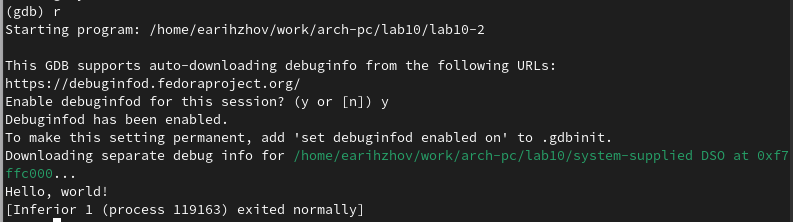 (gdb) r
Starting program: /home/earihzhov/work/arch-pc/lab10/lab10-2
This GDB supports auto-downloading debuginfo from the following URLs:
https://debuginfod.fedoraproject.org/
Enable debuginfod for this session? (y or [n]) y
Debuginfod has been enabled.
To make this setting permanent, add 'set debuginfod enabled on' to .gdbinit.
Downloading separate debug info for /home/earihzhov/work/arch-pc/lab10/system-supplied DSO at 0xf7
ffc000...
Hello, world!
[Inferior 1 (process 119163) exited normally]